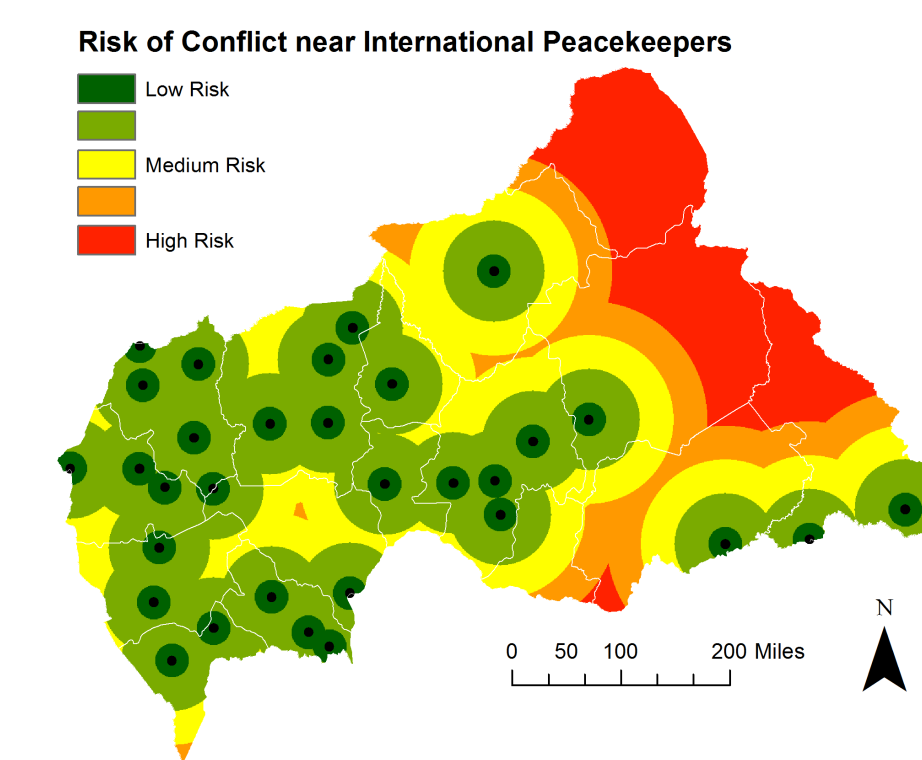 Risk of Conflict near International Peacekeepers
Low Risk
Medium Risk
High Risk
N
0 50 100 200 Miles